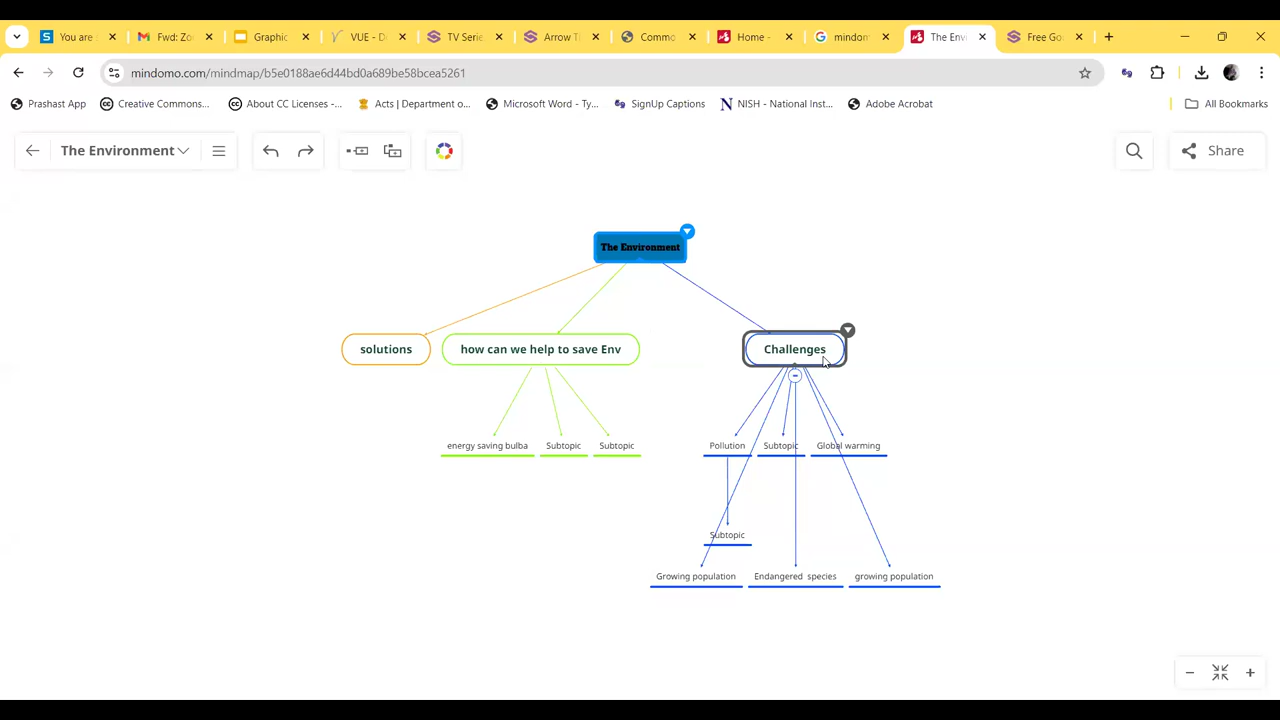 You are
Fwd: Zo
Graphic
VUE - D
TV Serie
Arrow T
Commo
Home -
mindom
The Env
Free Go
mindomo.com/mindmap/b5e0188ae6d44bd0a689be58bcea5261
Prashast App
Creative Commons...
About CC Licenses -...
Acts | Department o...
Microsoft Word - Ty...
SignUp Captions
NISH - National Inst...
Adobe Acrobat
All Bookmarks
The Environment
Share
The Environment
solutions
how can we help to save Env
Challenges
energy saving bulba
Subtopic
Subtopic
Pollution
Subtopic
Global warming
Subtopic
Growing population
Endangered species
growing population